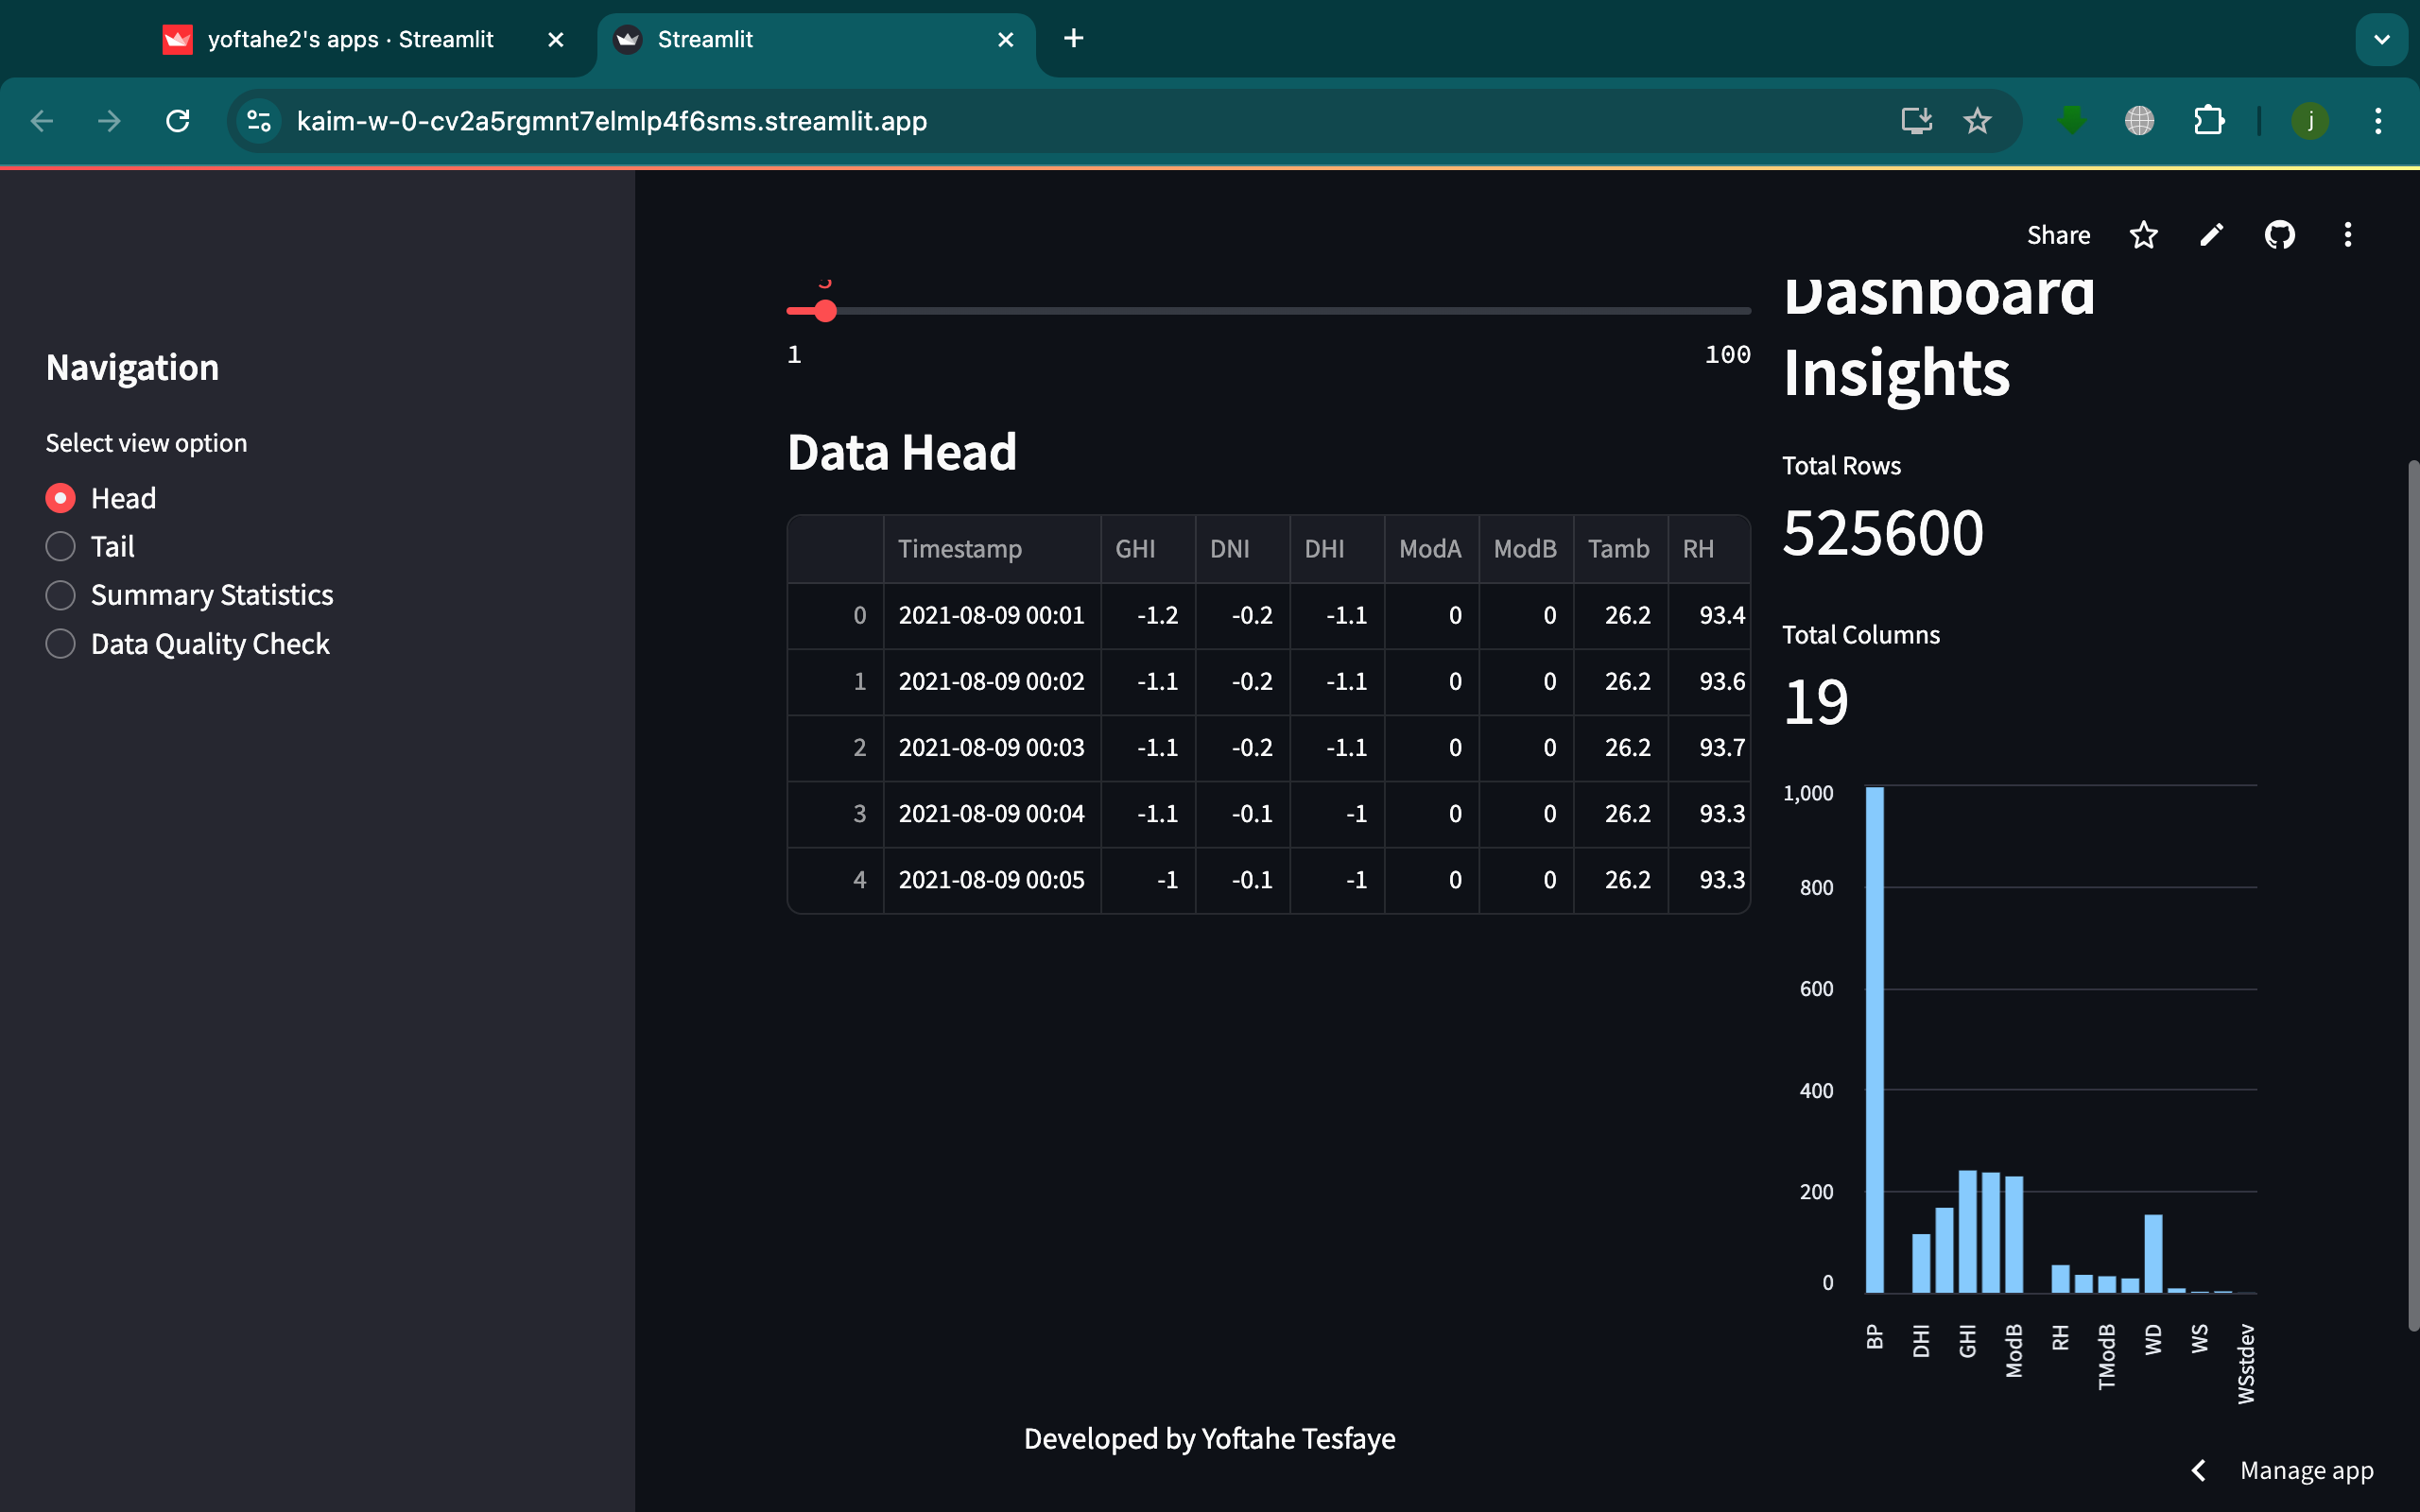 yoftahe2's apps · Streamlit
Streamlit
kaim-w-0-cv2a5rgmnt7elmlp4f6sms.streamlit.app
j
Share
Navigation
Select view option
Head
Tail
Summary Statistics
Data Quality Check
5
1 100
Data Head
Timestamp GHI DNI DHI ModA ModB Tamb RH
0 2021-08-09 00:01 -1.2 -0.2 -1.1 0 0 26.2 93.4
1 2021-08-09 00:02 -1.1 -0.2 -1.1 0 0 26.2 93.6
2 2021-08-09 00:03 -1.1 -0.2 -1.1 0 0 26.2 93.7
3 2021-08-09 00:04 -1.1 -0.1 -1 0 0 26.2 93.3
4 2021-08-09 00:05 -1 -0.1 -1 0 0 26.2 93.3
Dashboard
Insights
Total Rows
525600
Total Columns
19
1,000
800
600
400
200
0
BP DHI GHI ModB RH TModB WD WS WSstdev
Developed by Yoftahe Tesfaye
Manage app